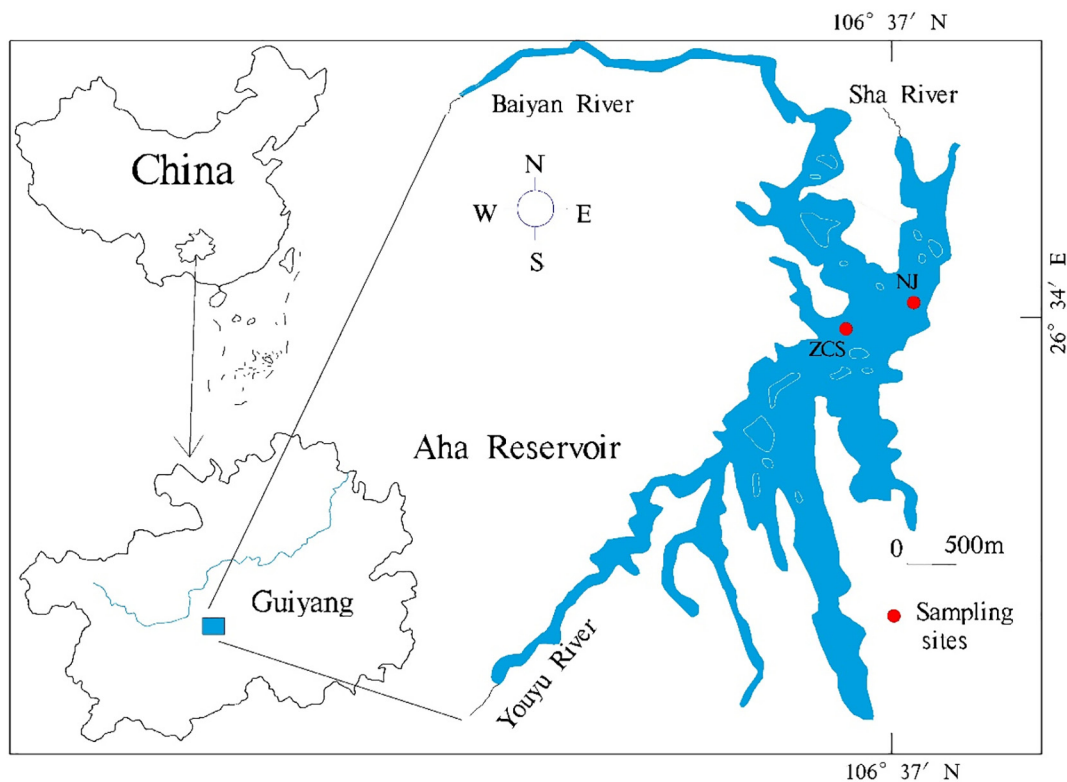 106° 37′ N
Baiyan River
Sha River
China
N
W
E
S
NJ
26° 34′ E
ZCS
Aha Reservoir
0 500m
Guiyang
Sampling
sites
Youyu River
106° 37′ N